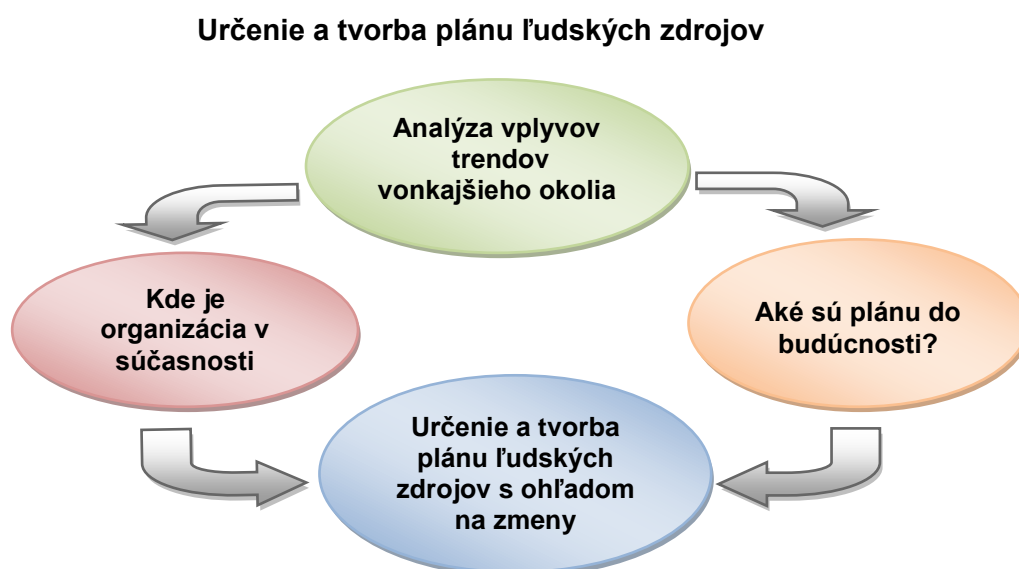 Určenie a tvorba plánu ľudských zdrojov
Analýza vplyvov
trendov
vonkajšieho okolia
Kde je
organizácia v
súčasnosti
Aké sú plánu do
budúcnosti?
Určenie a tvorba
plánu ľudských
zdrojov s ohľadom
na zmeny